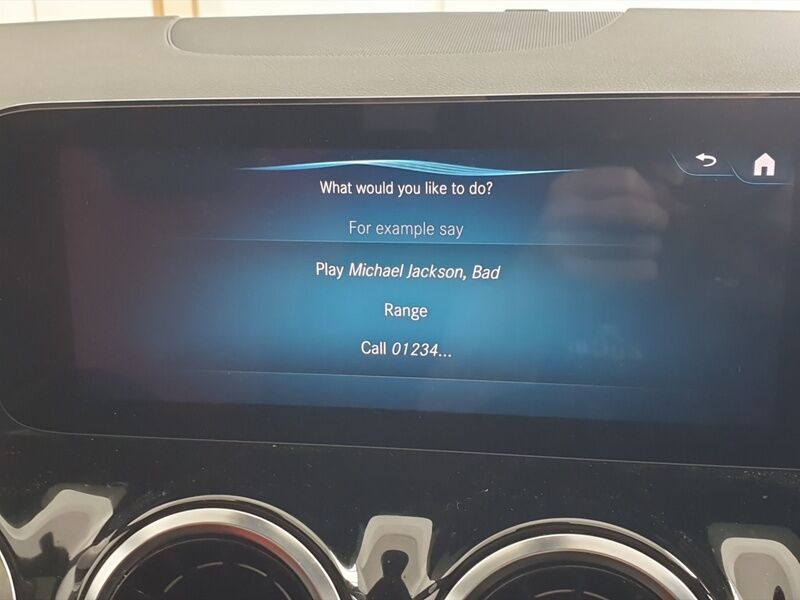 What would you like to do?
For example say
Play Michael Jackson, Bad
Range
Call 01234...